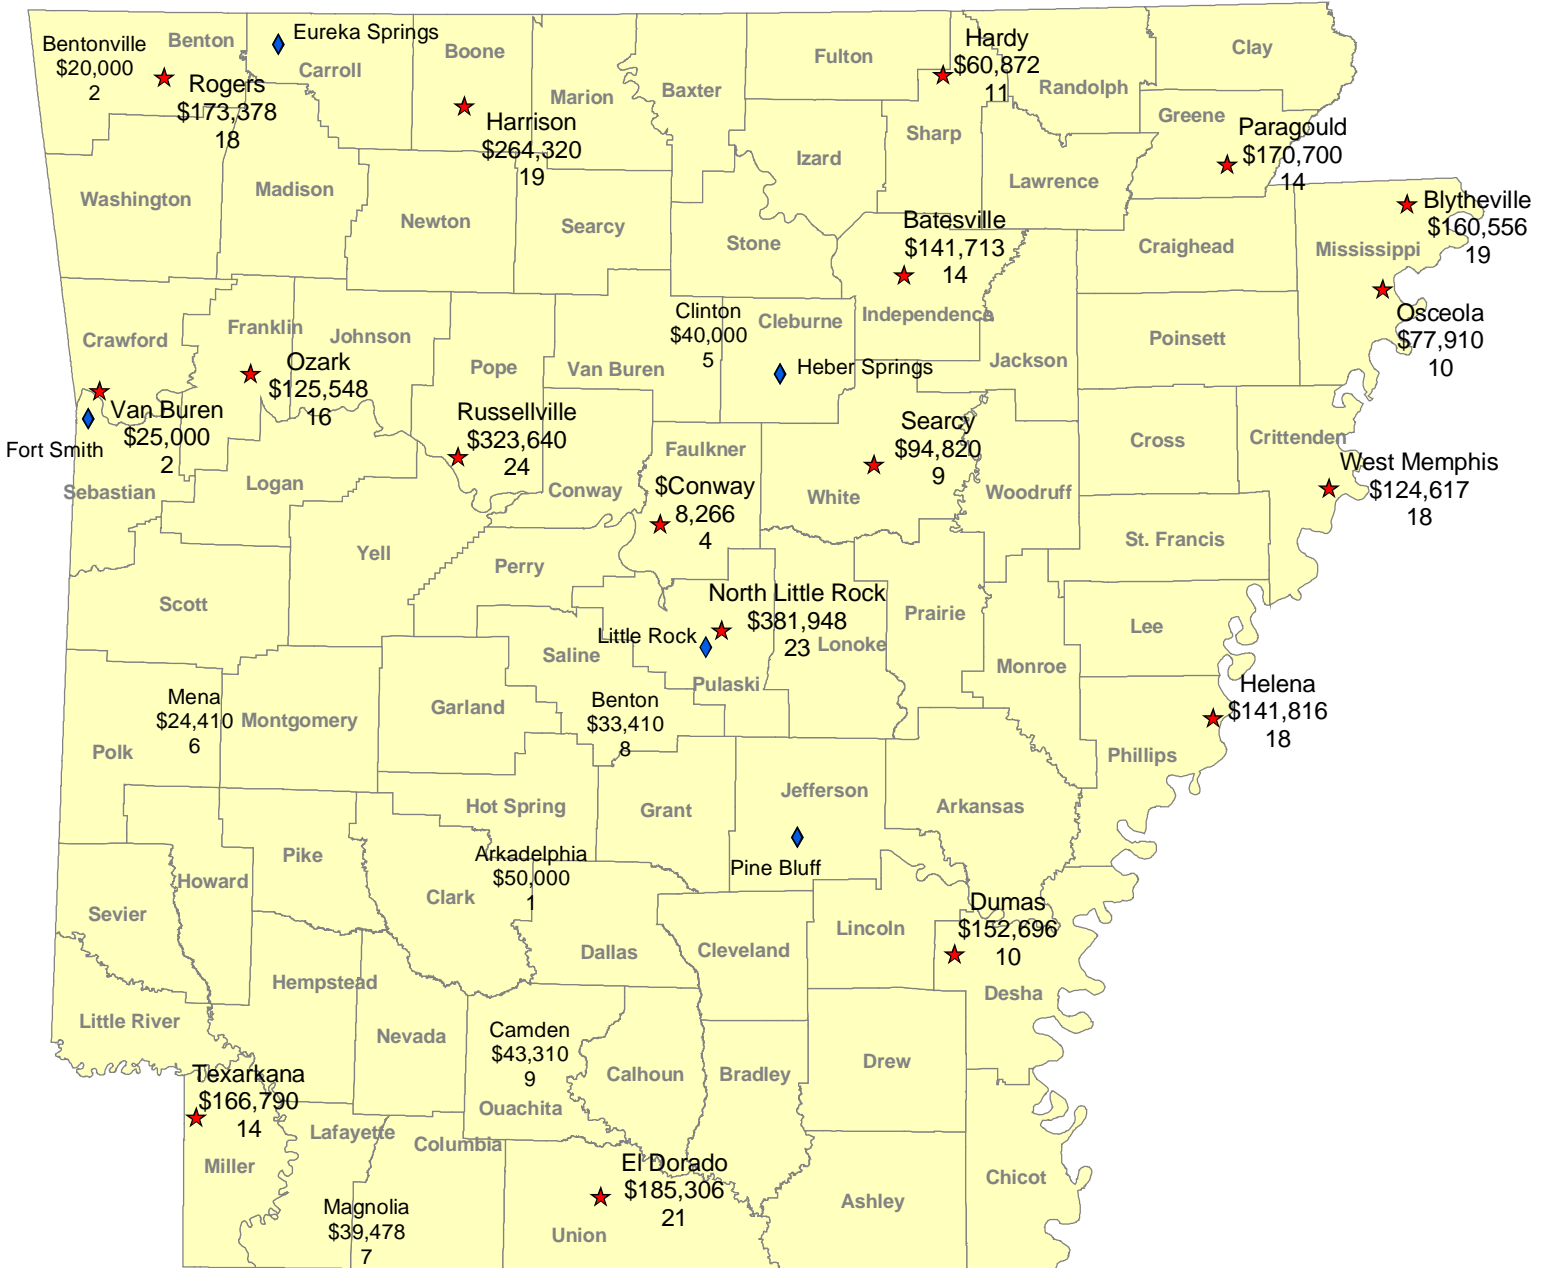 Bentonville
$20,000
2
Benton
Rogers
$173,378
18
Eureka Springs
Carroll
Boone
Harrison
$264,320
19
Marion
Baxter
Fulton
Hardy
$60,872
11
Randolph
Clay
Greene
Paragould
$170,700
14
Sharp
Izard
Lawrence
Washington
Madison
Newton
Searcy
Stone
Batesville
$141,713
14
Independence
Craighead
Blytheville
$160,556
19
Mississippi
Osceola
$77,910
10
Poinsett
Jackson
Crawford
Franklin
Johnson
Ozark
$125,548
16
Van Buren
$25,000
2
Fort Smith
Sebastian
Logan
Pope
Russellville
$323,640
24
Van Buren
Clinton
$40,000
5
Cleburne
Heber Springs
Searcy
$94,820
9
White
Woodruff
Cross
Crittenden
West Memphis
$124,617
18
St. Francis
Faulkner
$Conway
8,266
4
Conway
Yell
Perry
Scott
North Little Rock
$381,948
23
Little Rock
Lonoke
Prairie
Pulaski
Saline
Benton
$33,410
8
Garland
Montgomery
Mena
$24,410
6
Polk
Monroe
Lee
Helena
$141,816
18
Phillips
Arkansas
Jefferson
Pine Bluff
Grant
Hot Spring
Arkadelphia
$50,000
1
Clark
Pike
Howard
Sevier
Dallas
Cleveland
Lincoln
Dumas
$152,696
10
Desha
Hempstead
Little River
Nevada
Camden
$43,310
9
Ouachita
Calhoun
Bradley
Drew
Texarkana
$166,790
14
Miller
Lafayette
Columbia
Magnolia
$39,478
7
El Dorado
$185,306
21
Union
Ashley
Chicot